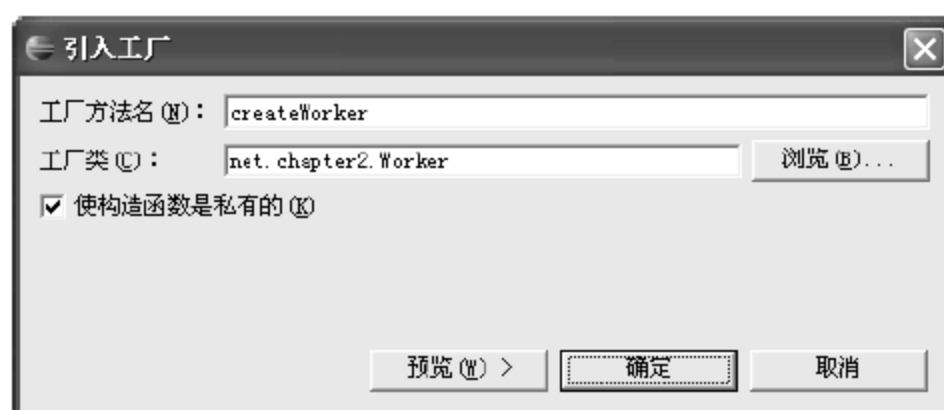 引入工厂
工厂方法名(N)： createWorker
工厂类(C)： net.chapter2.Worker 浏览(B)...
使构造函数是私有的(K)
预览(W) > 确定 取消